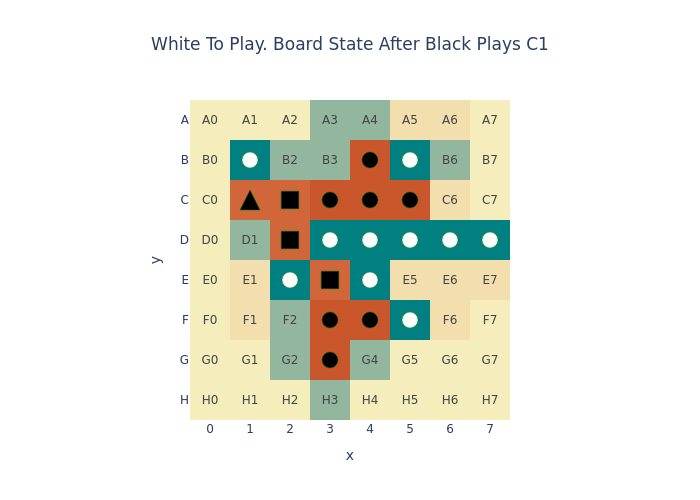 White To Play. Board State After Black Plays C1
A A0 A1 A2 A3 A4 A5 A6 A7
B B0 B2 B3 B6 B7
C C0 C6 C7
D D0 D1
E E0 E1 E5 E6 E7
F F0 F1 F2 F6 F7
G G0 G1 G2 G4 G5 G6 G7
H H0 H1 H2 H3 H4 H5 H6 H7
0 1 2 3 4 5 6 7
x
y